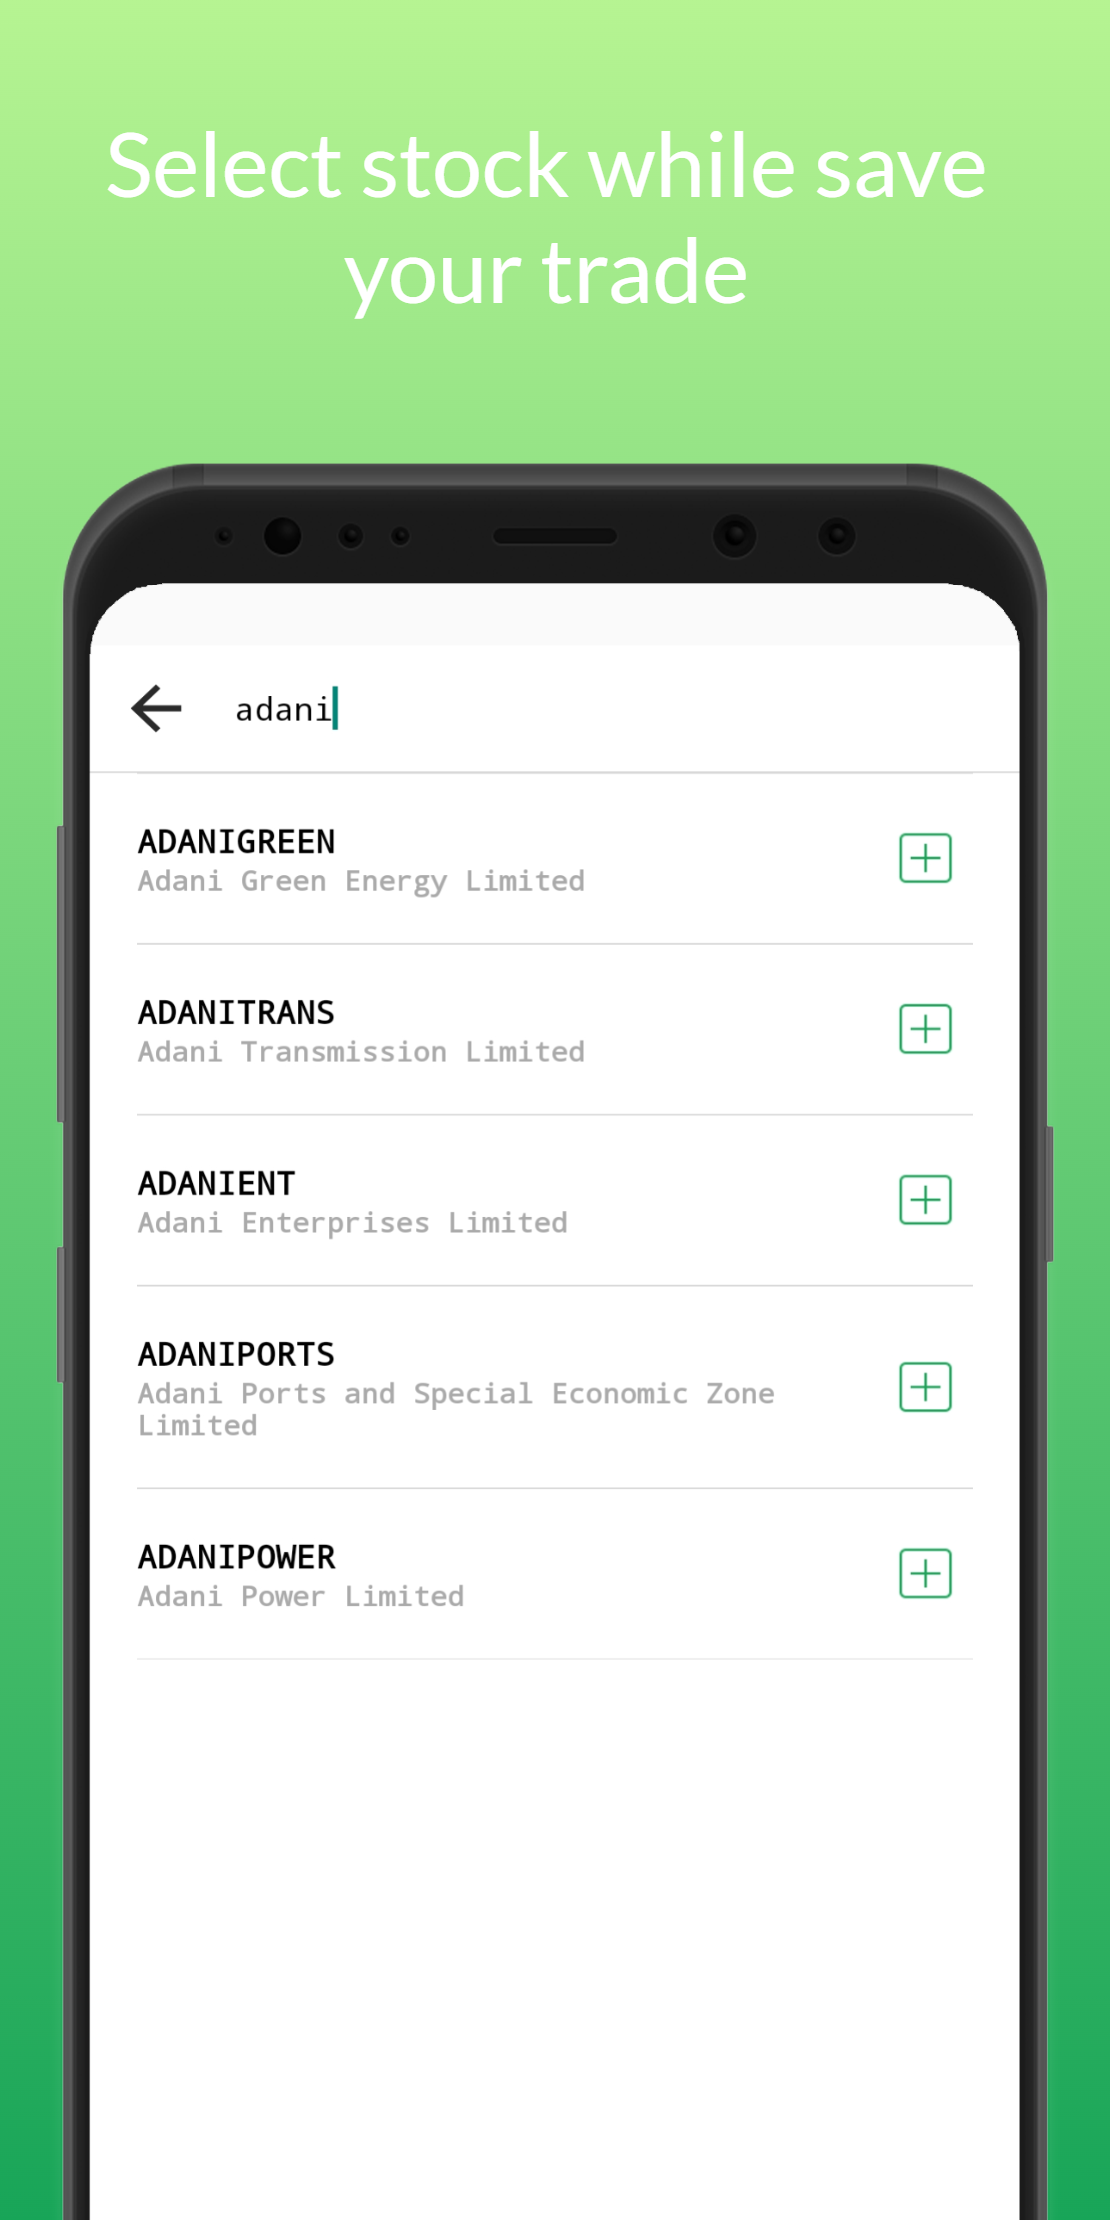 Select stock while save
your trade
adani
ADANIGREEN
Adani Green Energy Limited
ADANITRANS
Adani Transmission Limited
ADANIENT
Adani Enterprises Limited
ADANIPORTS
Adani Ports and Special Economic Zone
Limited
ADANIPOWER
Adani Power Limited